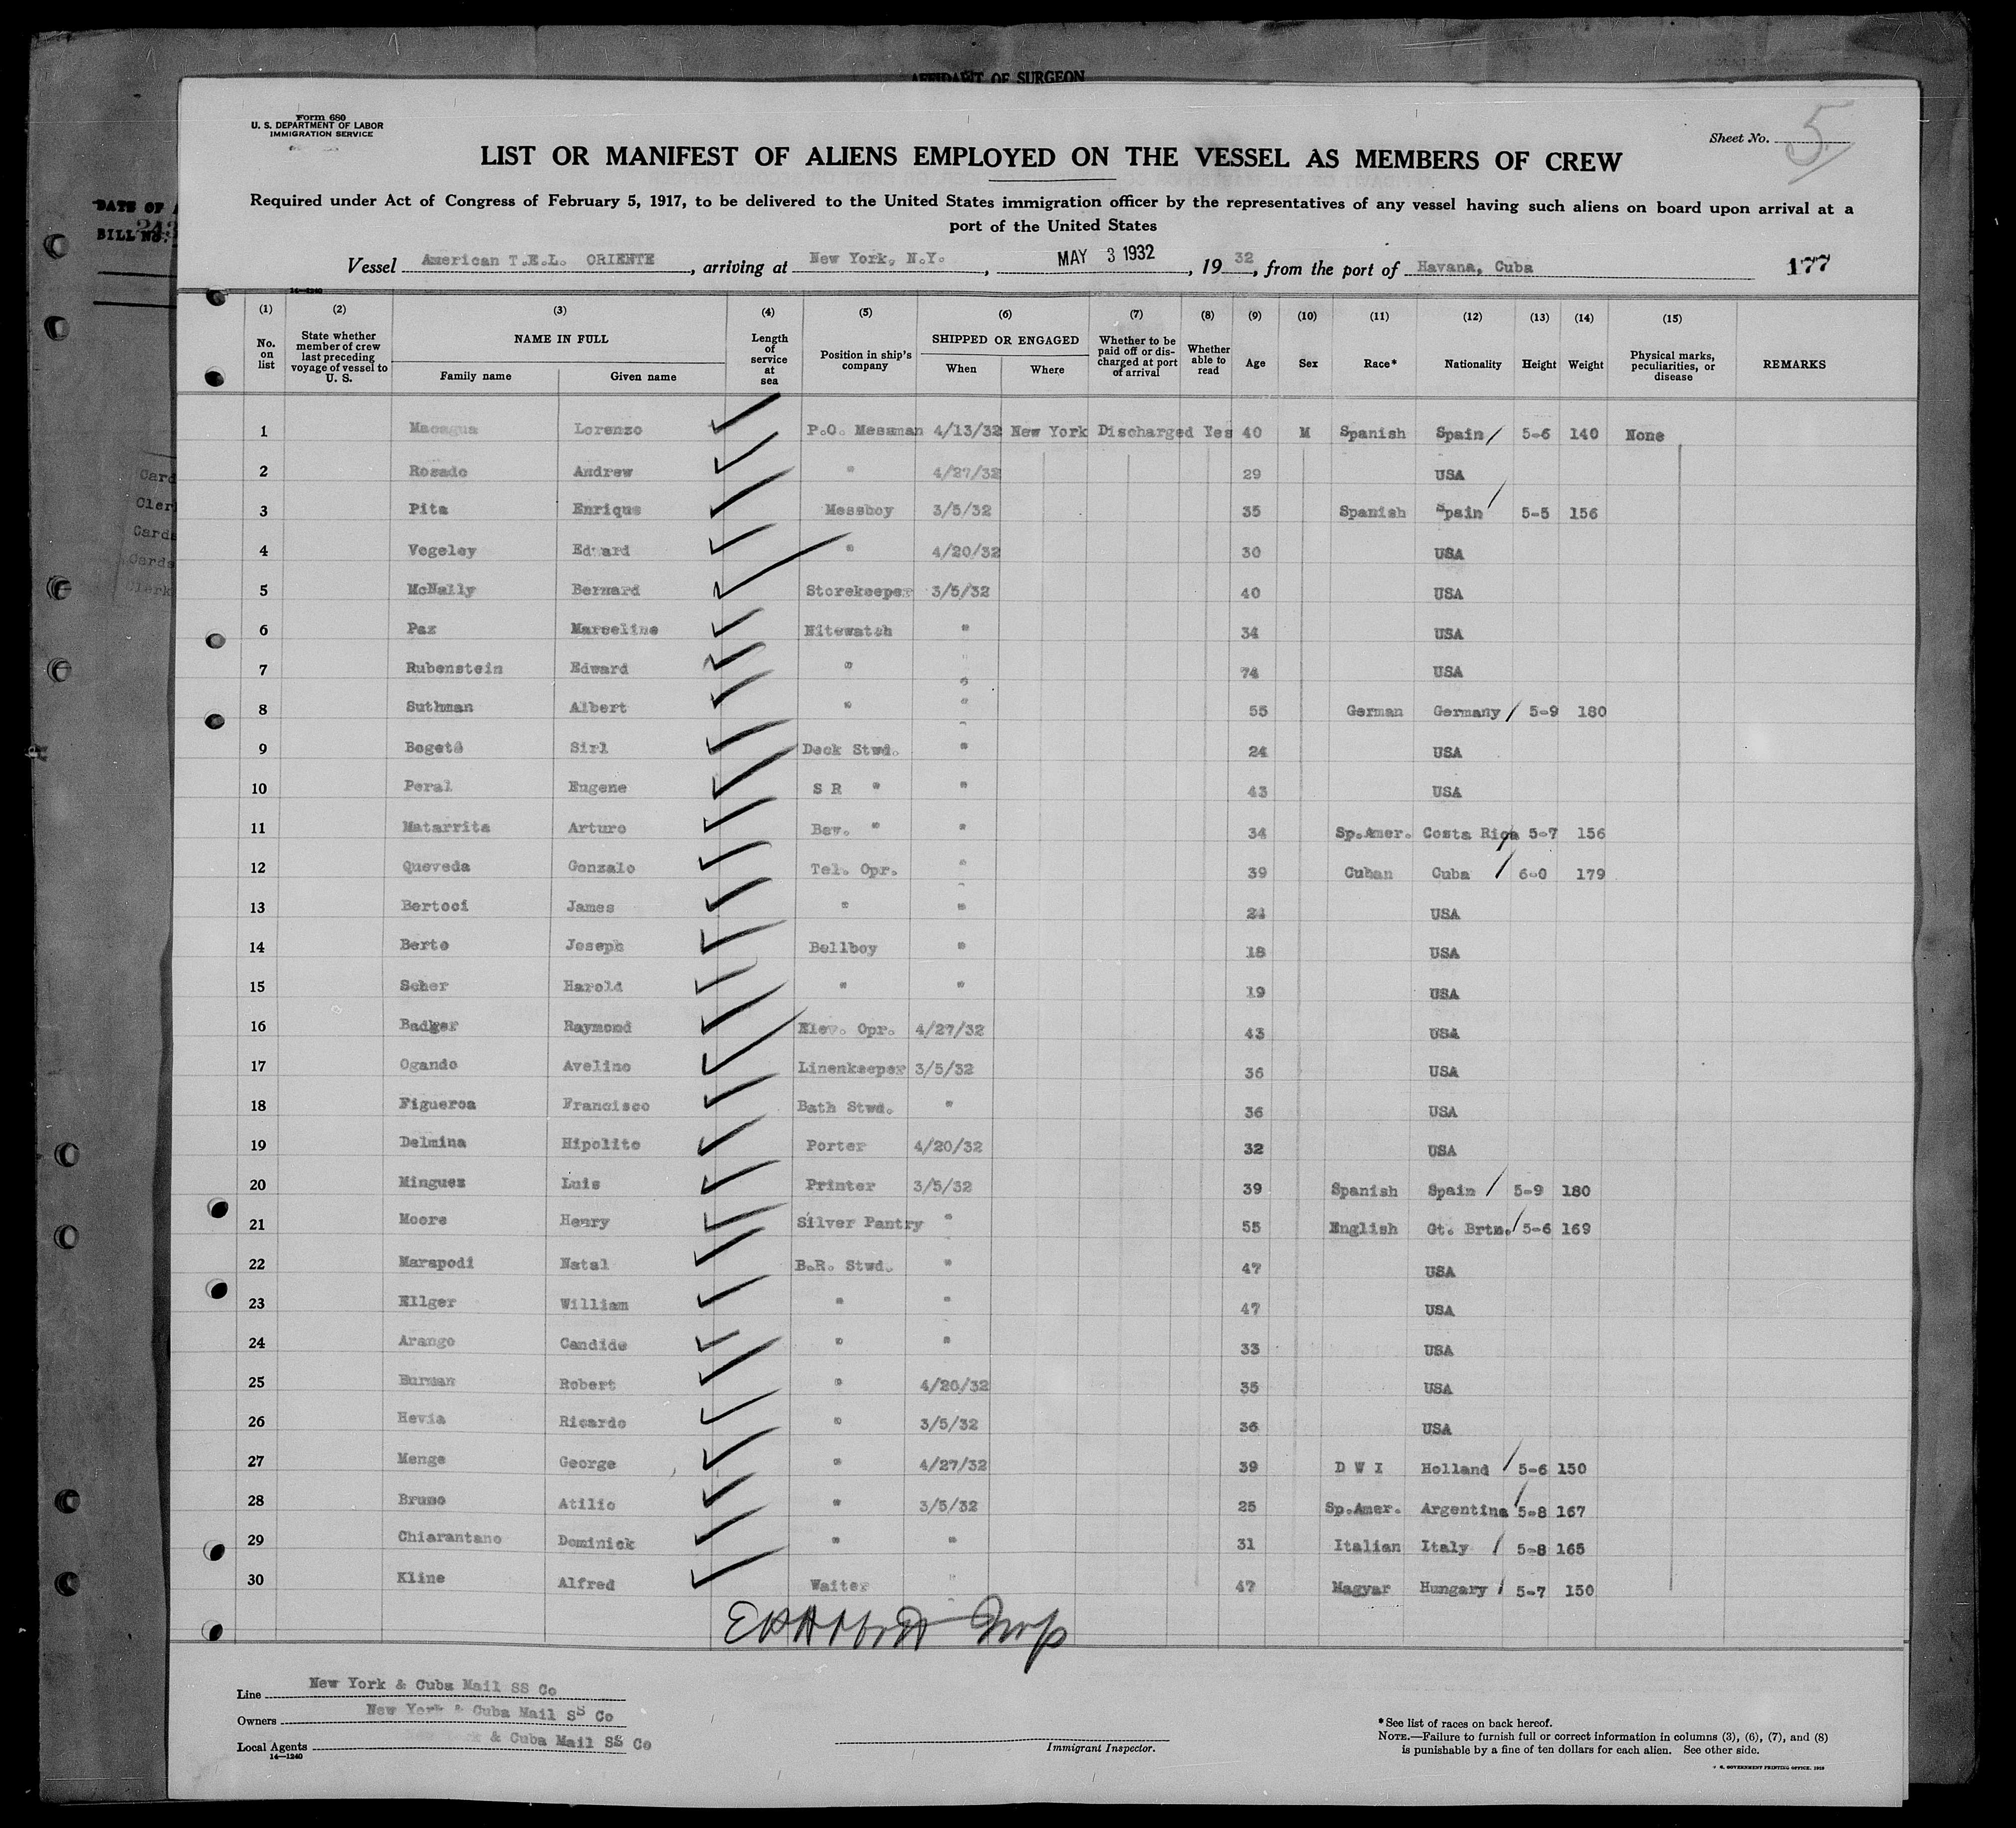 AFFIDAVIT OF SURGEON
Form 680
U. S. DEPARTMENT OF LABOR
IMMIGRATION SERVICE
Sheet No. 5
LIST OR MANIFEST OF ALIENS EMPLOYED ON THE VESSEL AS MEMBERS OF CREW
Required under Act of Congress of February 5, 1917, to be delivered to the United States immigration officer by the representatives of any vessel having such aliens on board upon arrival at a
port of the United States
DATE OF
BILL NO.
Vessel American T.E.L. ORIENTE, arriving at New York, N.Y., MAY 3 1932, 1932, from the port of Havana, Cuba 177
14—1240
(1) (2) (3) (4) (5) (6) (7) (8) (9) (10) (11) (12) (13) (14) (15)
No. on list State whether member of crew last preceding voyage of vessel to U. S. NAME IN FULL Family name Given name Length of service at sea Position in ship's company SHIPPED OR ENGAGED When Where Whether to be paid off or discharged at port of arrival Whether able to read Age Sex Race* Nationality Height Weight Physical marks, peculiarities, or disease REMARKS
1 Macagua Lorenzo P.O. Messman 4/13/32 New York Discharged Yes 40 M Spanish Spain 5-6 140 None
2 Rosado Andrew " 4/27/32 29 USA
3 Pita Enrique Messboy 3/5/32 35 Spanish Spain 5-5 156
4 Vogeley Edward " 4/20/32 30 USA
5 McNally Bernard Storekeeper 3/5/32 40 USA
6 Paz Marseline Nitewatch " 34 USA
7 Rubenstein Edward " " 74 USA
8 Suthman Albert " " 55 German Germany 5-9 180
9 Sirl Deck Stwd. " 24 USA
10 Peral Eugene S R " " 43 USA
11 Matarrita Arturo Bev. " " 34 Sp.Amer. Costa Rica 5-7 156
12 Queveda Gonzalo Tel. Opr. " 39 Cuban Cuba 6-0 179
13 Bertoci James " " 24 USA
14 Berte Joseph Bellboy " 18 USA
15 Scher Harold " " 19 USA
16 Badger Raymond Elev. Opr. 4/27/32 43 USA
17 Ogando Avelino Linenkeeper 3/5/32 36 USA
18 Figueroa Francisco Bath Stwd. " 36 USA
19 Delmina Hipolito Porter 4/20/32 32 USA
20 Minguez Luis Printer 3/5/32 39 Spanish Spain 5-9 180
21 Moore Henry Silver Pantry " 55 English Gt. Brtn. 5-6 169
22 Marapodi Natal B.R. Stwd. " 47 USA
23 Ellger William " " 47 USA
24 Arango Candido " " 33 USA
25 Burman Robert " 4/20/32 35 USA
26 Hevia Ricardo " 3/5/32 36 USA
27 Menge George " 4/27/32 39 D W I Holland 5-6 150
28 Bruno Atilio " 3/5/32 25 Sp.Amer. Argentina 5-8 167
29 Chiarantano Dominick " " 31 Italian Italy 5-8 165
30 Kline Alfred Waiter " 47 Magyar Hungary 5-7 150
Line New York & Cuba Mail SS Co
Owners New York & Cuba Mail SS Co
Local Agents & Cuba Mail SS Co
14—1240
Immigrant Inspector.
*See list of races on back hereof.
NOTE.—Failure to furnish full or correct information in columns (3), (6), (7), and (8)
is punishable by a fine of ten dollars for each alien. See other side.
GOVERNMENT PRINTING OFFICE. 1919